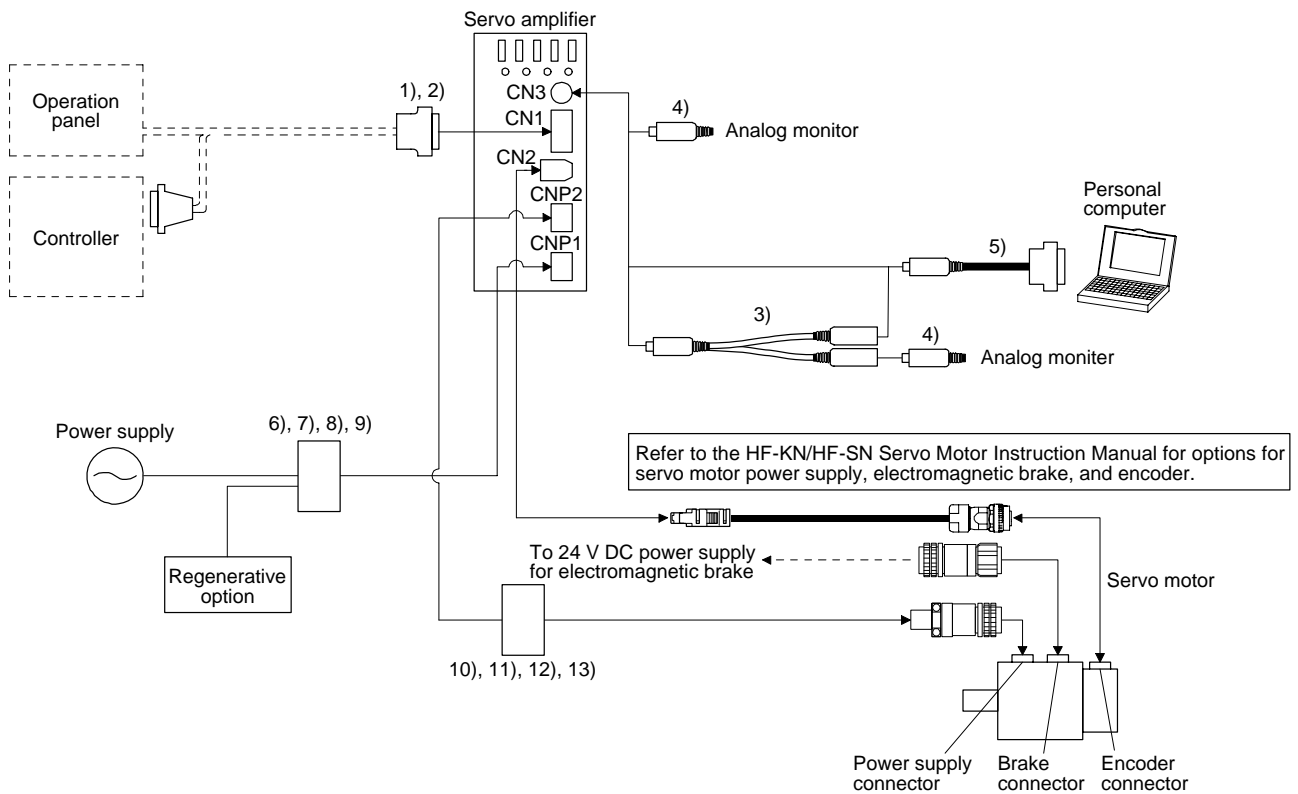 Servo amplifier
Operation
panel
1), 2)
CN3
CN1
4)
Analog monitor
CN2
CNP2
CNP1
Controller
Personal
computer
5)
3)
4)
Analog moniter
Power supply
6), 7), 8), 9)
Refer to the HF-KN/HF-SN Servo Motor Instruction Manual for options for
servo motor power supply, electromagnetic brake, and encoder.
To 24 V DC power supply
for electromagnetic brake
Regenerative
option
Servo motor
10), 11), 12), 13)
Power supply
connector
Brake
connector
Encoder
connector